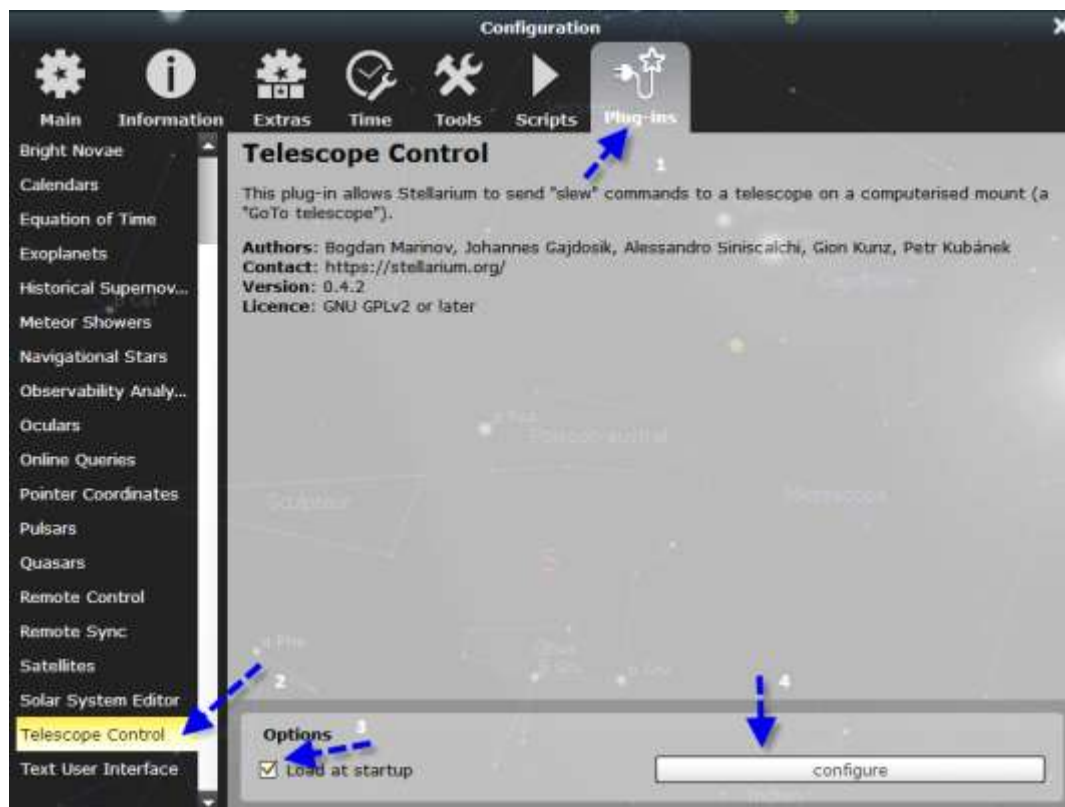 Configuration
Main Information Extras Time Tools Scripts Plug-ins
1
Bright Novae
Calendars
Equation of Time
Exoplanets
Historical Supernov...
Meteor Showers
Navigational Stars
Observability Analy...
Oculars
Online Queries
Pointer Coordinates
Pulsars
Quasars
Remote Control
Remote Sync
Satellites
Solar System Editor
Telescope Control
Text User Interface
2
Telescope Control
This plug-in allows Stellarium to send "slew" commands to a telescope on a computerised mount (a
"GoTo telescope").
Authors: Bogdan Marinov, Johannes Gajdosik, Alessandro Siniscalchi, Gion Kunz, Petr Kubánek
Contact: https://stellarium.org/
Version: 0.4.2
Licence: GNU GPLv2 or later
Options
3
Load at startup
4
configure